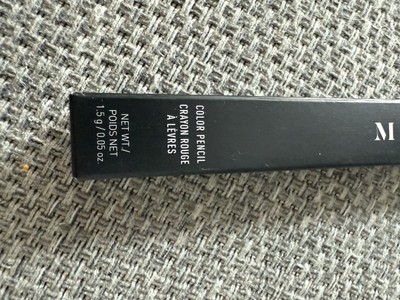 COLOR PENCIL
CRAYON ROUGE
À LÈVRES
NET WT/
POIDS NET
1.5 g / 0.05 oz.
M